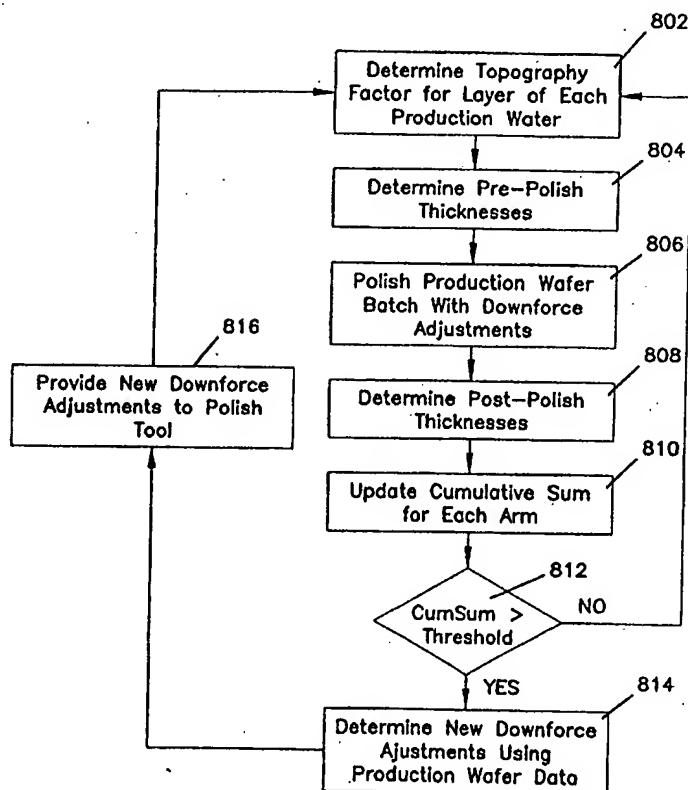 802
Determine Topography
Factor for Layer of Each
Production Water
804
Determine Pre-Polish
Thicknesses
806
Polish Production Wafer
Batch With Downforce
Adjustments
816
Provide New Downforce
Adjustments to Polish
Tool
808
Determine Post-Polish
Thicknesses
810
Update Cumulative Sum
for Each Arm
812
CumSum >
Threshold
NO
YES
814
Determine New Downforce
Ajustments Using
Production Wafer Data